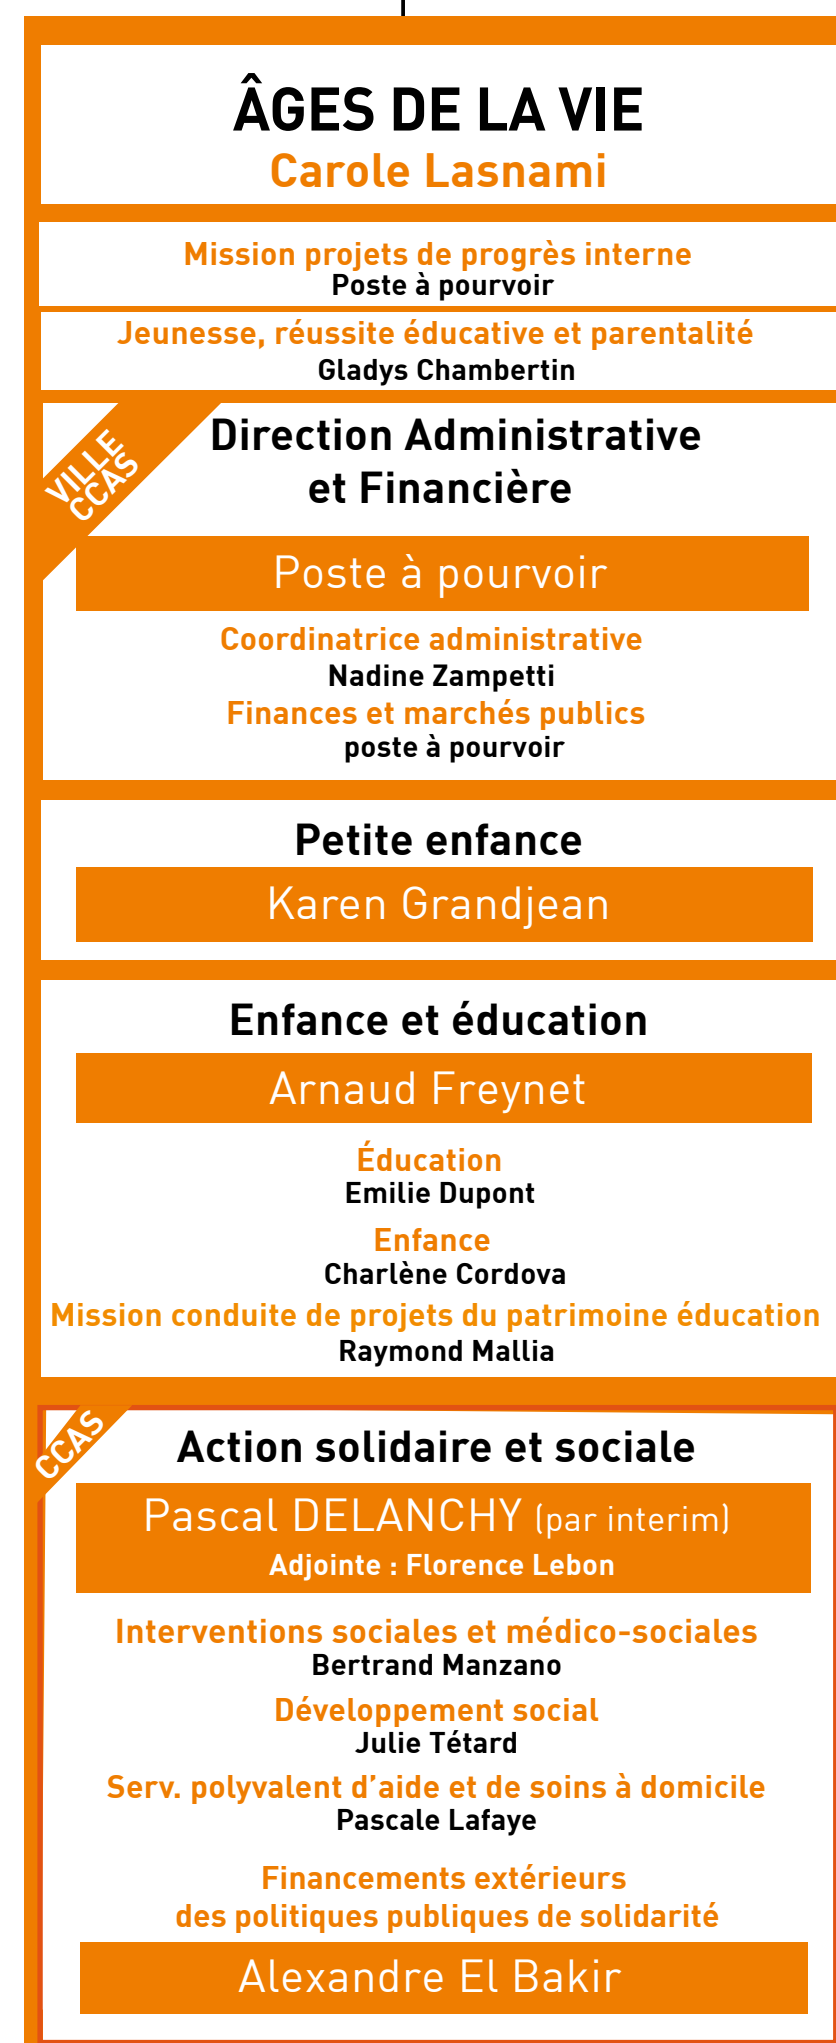 ÂGES DE LA VIE
Carole Lasnami
Mission projets de progrès interne
Poste à pourvoir
Jeunesse, réussite éducative et parentalité
Gladys Chambertin
VILLE
CCAS
Direction Administrative
et Financière
Poste à pourvoir
Coordinatrice administrative
Nadine Zampetti
Finances et marchés publics
poste à pourvoir
Petite enfance
Karen Grandjean
Enfance et éducation
Arnaud Freynet
Éducation
Emilie Dupont
Enfance
Charlène Cordova
Mission conduite de projets du patrimoine éducation
Raymond Mallia
CCAS
Action solidaire et sociale
Pascal DELANCHY (par interim)
Adjointe : Florence Lebon
Interventions sociales et médico-sociales
Bertrand Manzano
Développement social
Julie Tétard
Serv. polyvalent d’aide et de soins à domicile
Pascale Lafaye
Financements extérieurs
des politiques publiques de solidarité
Alexandre El Bakir